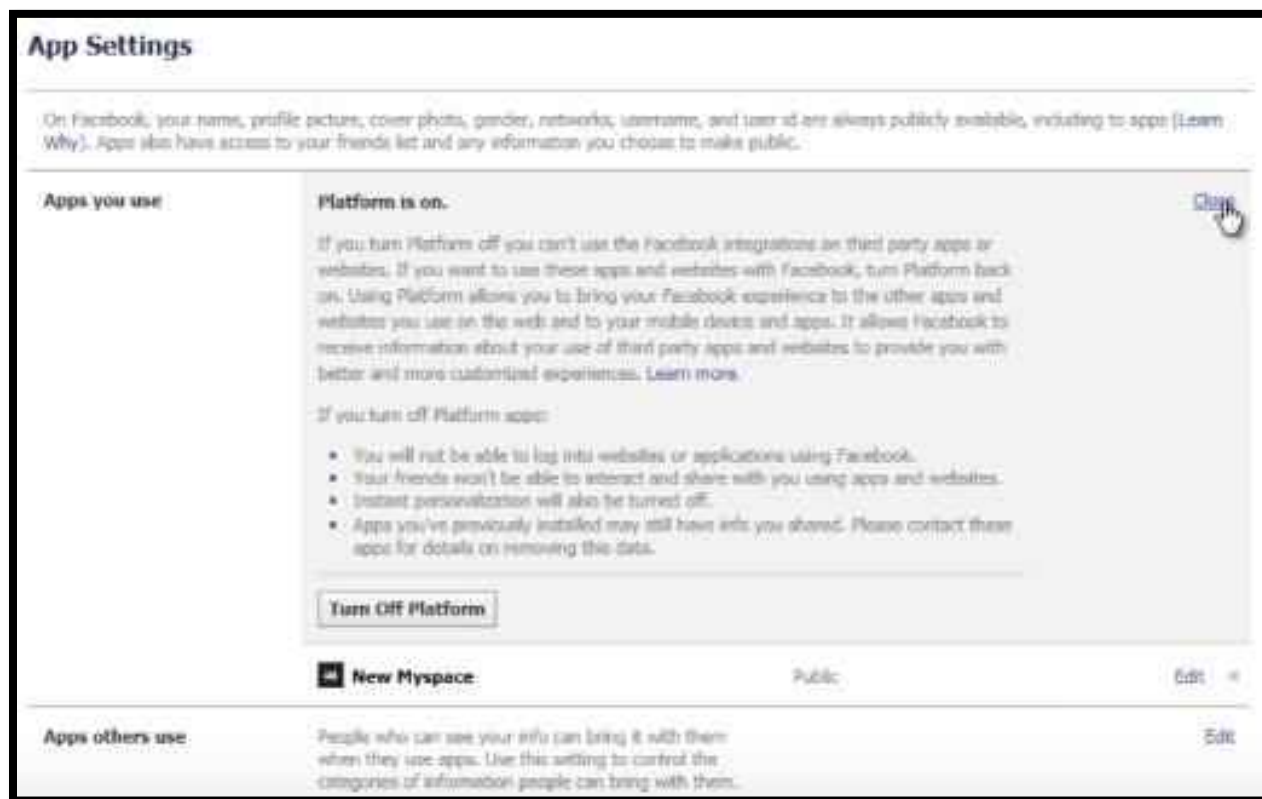 App Settings
On Facebook, your name, profile picture, cover photo, gender, networks, username, and user id are always publicly available, including to apps (Learn
Why). Apps also have access to your friends list and any information you choose to make public.
Apps you use
Platform is on.
Close
If you turn Platform off you can't use the Facebook integrations on third party apps or
websites. If you want to use these apps and websites with Facebook, turn Platform back
on. Using Platform allows you to bring your Facebook experience to the other apps and
websites you use on the web and to your mobile device and apps. It allows Facebook to
receive information about your use of third party apps and websites to provide you with
better and more customized experiences. Learn more.
If you turn off Platform apps:
• You will not be able to log into websites or applications using Facebook.
• Your friends won't be able to interact and share with you using apps and websites.
• Instant personalization will also be turned off.
• Apps you've previously installed may still have info you shared. Please contact these
apps for details on removing this data.
Turn Off Platform
New Myspace
Public
Edit ×
Apps others use
People who can see your info can bring it with them
when they use apps. Use this setting to control the
categories of information people can bring with them.
Edit